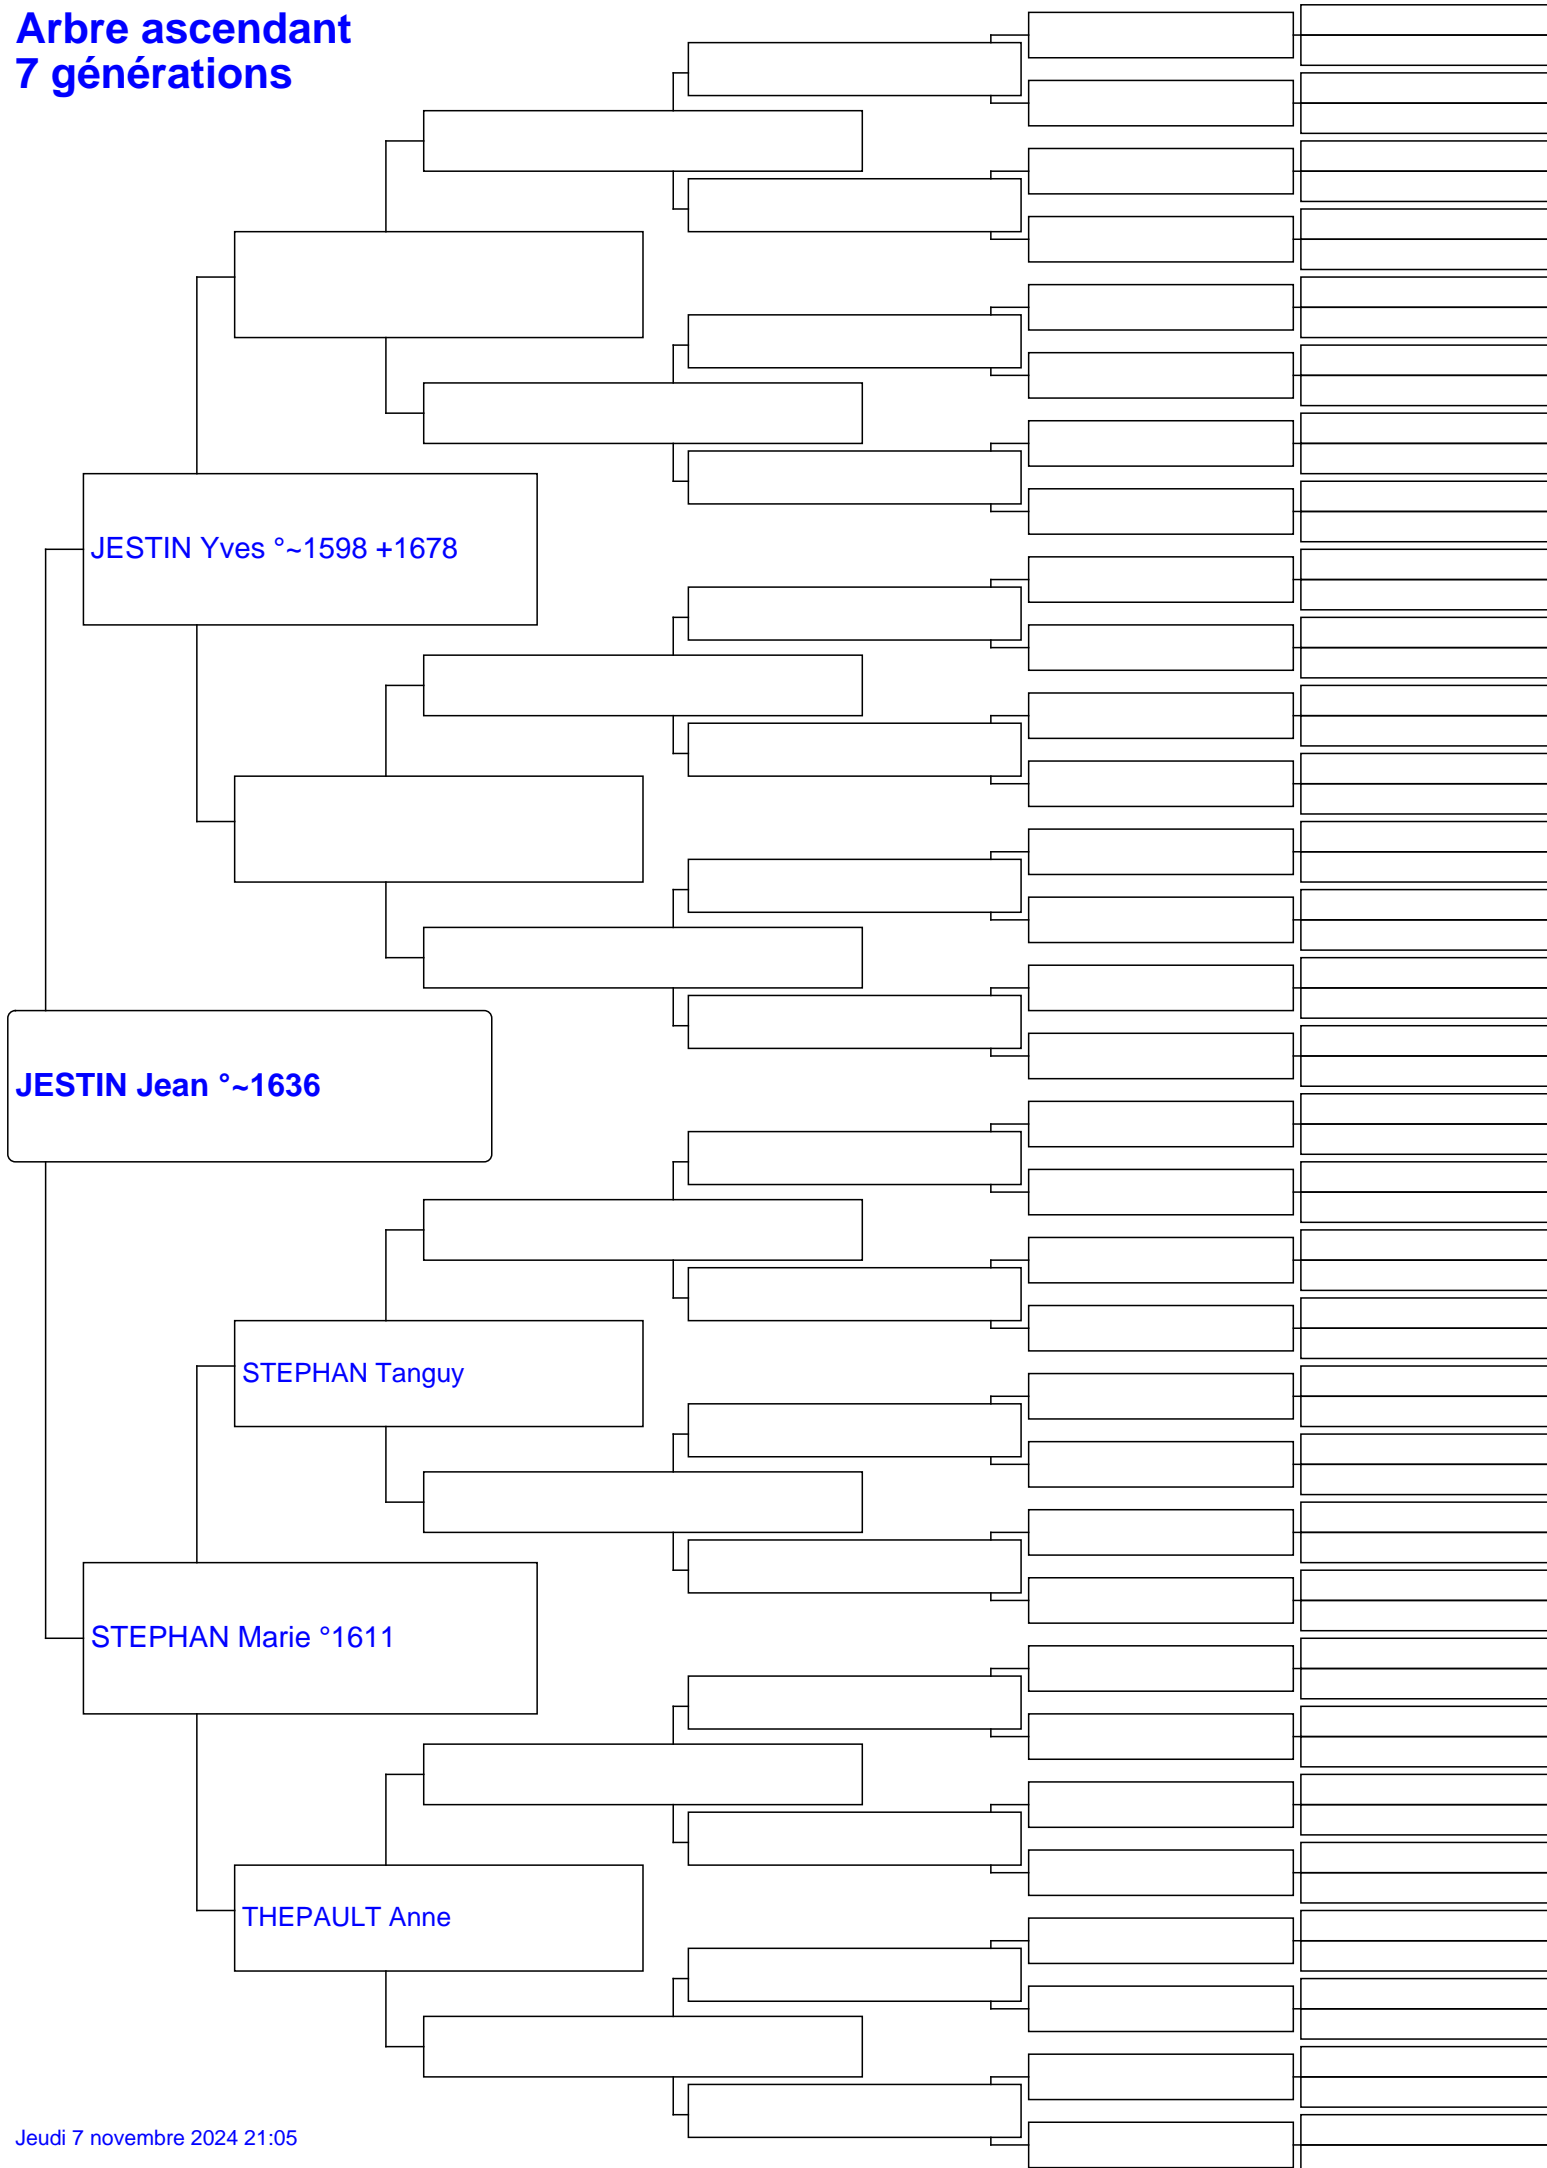 Arbre ascendant
7 générations
JESTIN Yves °~1598 +1678
JESTIN Jean °~1636
STEPHAN Tanguy
STEPHAN Marie °1611
THEPAULT Anne
Jeudi 7 novembre 2024 21:05